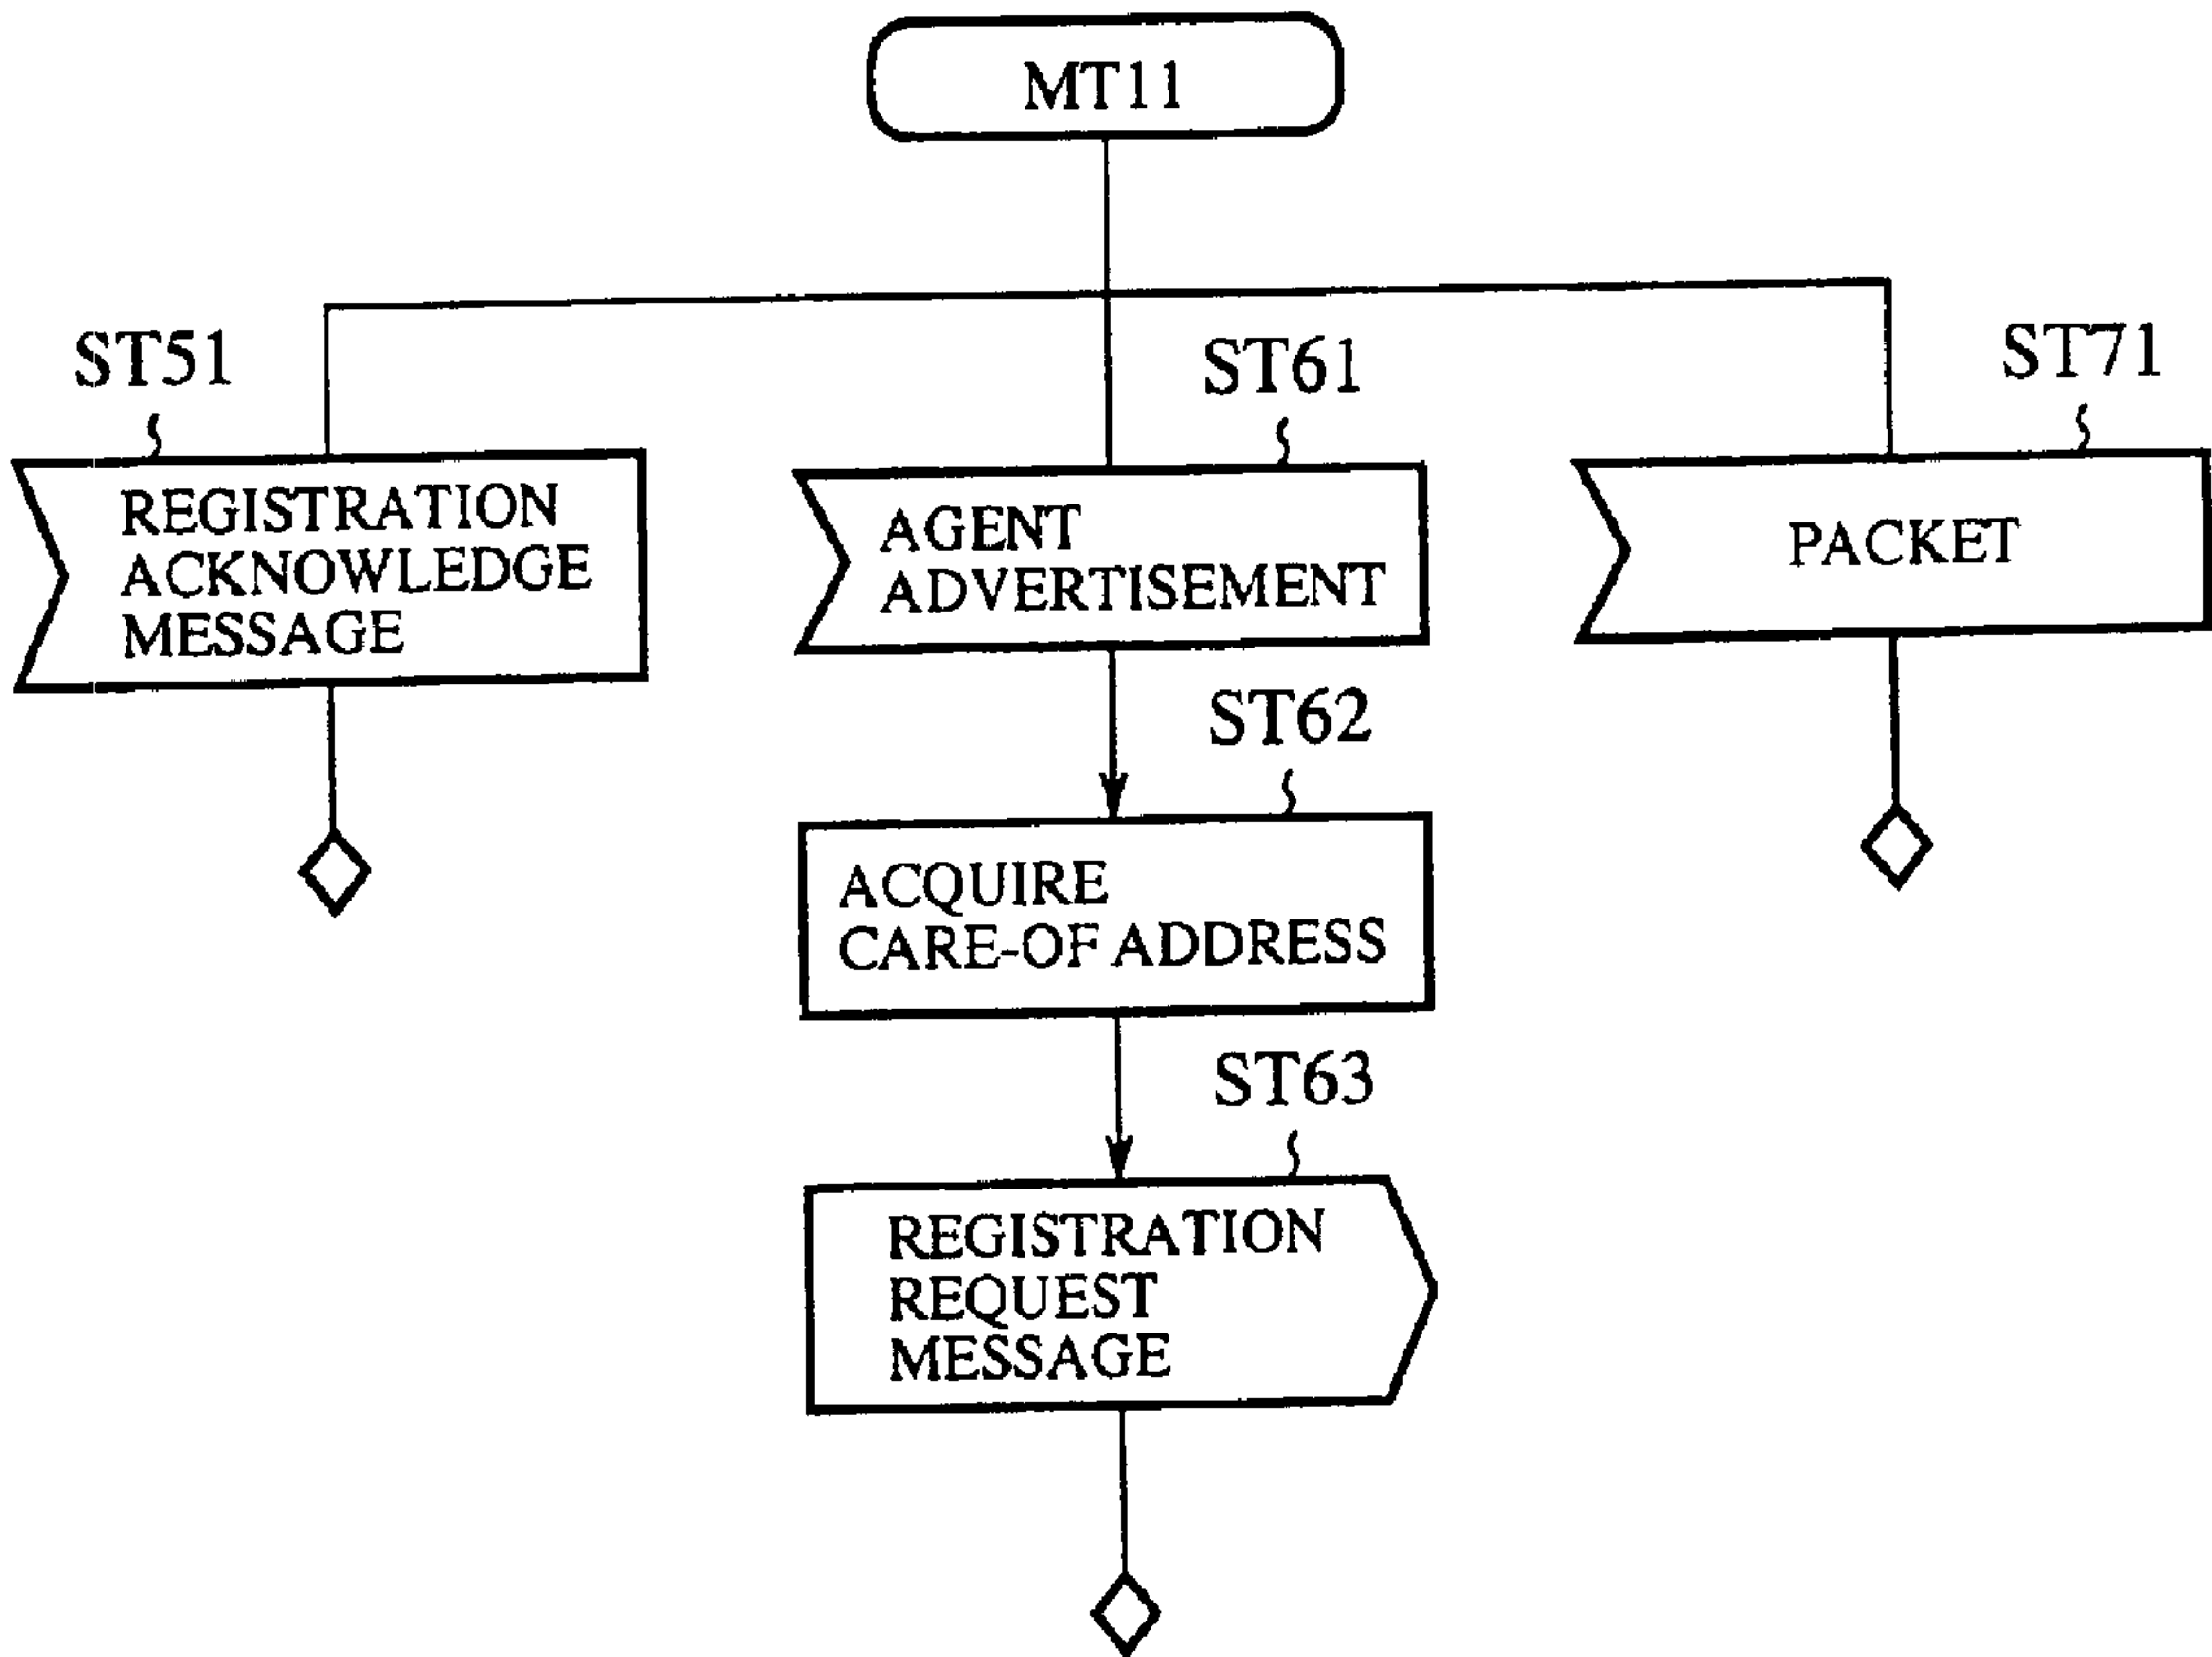 MT11
ST51
ST61
ST71
REGISTRATION
ACKNOWLEDGE
MESSAGE
AGENT
ADVERTISEMENT
PACKET
ST62
ACQUIRE
CARE-OF ADDRESS
ST63
REGISTRATION
REQUEST
MESSAGE